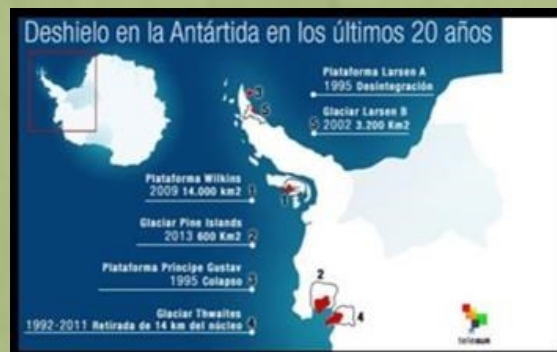 Deshielo en la Antártida en los últimos 20 años
Plataforma Larsen A
1995 Desintegración
Glaciar Larsen B
2002 3.200 Km2
5
Plataforma Wilkins
2009 14.000 km2
1
Glaciar Pine Islands
2013 600 Km2
2
Plataforma Principe Gustav
1995 Colapso
3
Glaciar Thwaites
1992-2011 Retirada de 14 km del núcleo
4
3
5
1
2
4
telesur